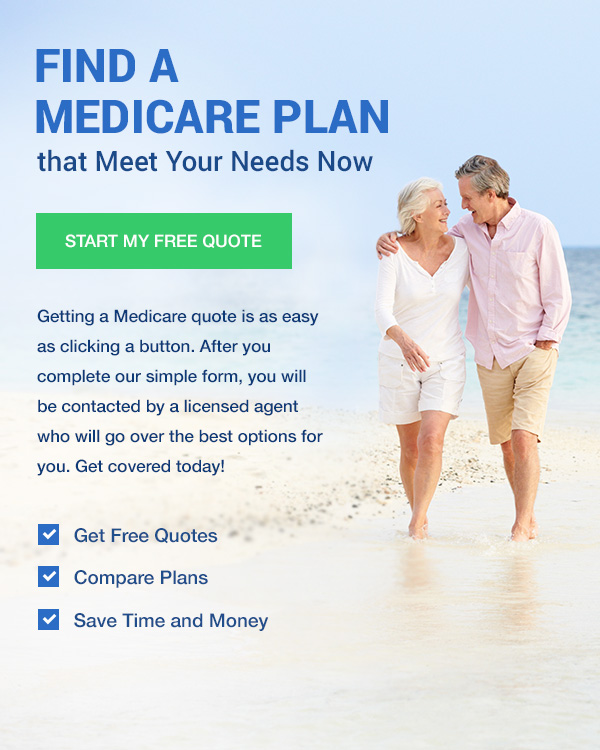 FIND A
MEDICARE PLAN
that Meet Your Needs Now
START MY FREE QUOTE
Getting a Medicare quote is as easy
as clicking a button. After you
complete our simple form, you will
be contacted by a licensed agent
who will go over the best options for
you. Get covered today!
Get Free Quotes
Compare Plans
Save Time and Money